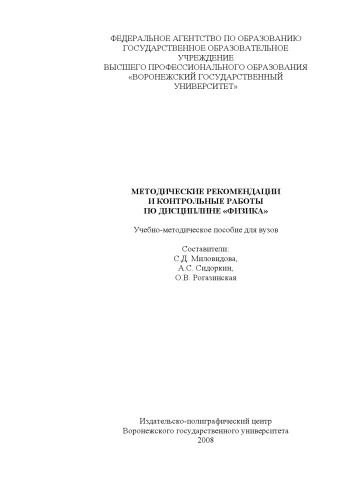 ФЕДЕРАЛЬНОЕ АГЕНТСТВО ПО ОБРАЗОВАНИЮ
ГОСУДАРСТВЕННОЕ ОБРАЗОВАТЕЛЬНОЕ
УЧРЕЖДЕНИЕ
ВЫСШЕГО ПРОФЕССИОНАЛЬНОГО ОБРАЗОВАНИЯ
«ВОРОНЕЖСКИЙ ГОСУДАРСТВЕННЫЙ
УНИВЕРСИТЕТ»
МЕТОДИЧЕСКИЕ РЕКОМЕНДАЦИИ
И КОНТРОЛЬНЫЕ РАБОТЫ
ПО ДИСЦИПЛИНЕ «ФИЗИКА»
Учебно-методическое пособие для вузов
Составители:
С.Д. Миловидова,
А.С. Сидоркин,
О.В. Рогазинская
Издательско-полиграфический центр
Воронежского государственного университета
2008